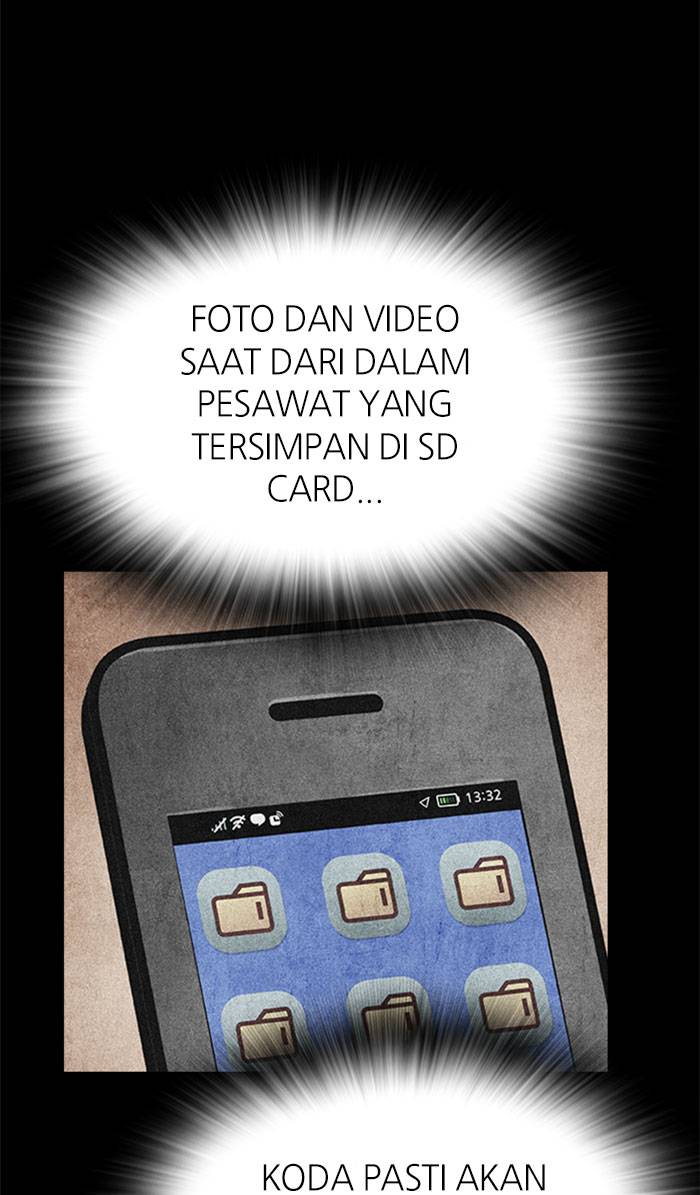 FOTO DAN VIDEO
SAAT DARI DALAM
PESAWAT YANG
TERSIMPAN DI SD
CARD...
13:32
KODA PASTI AKAN